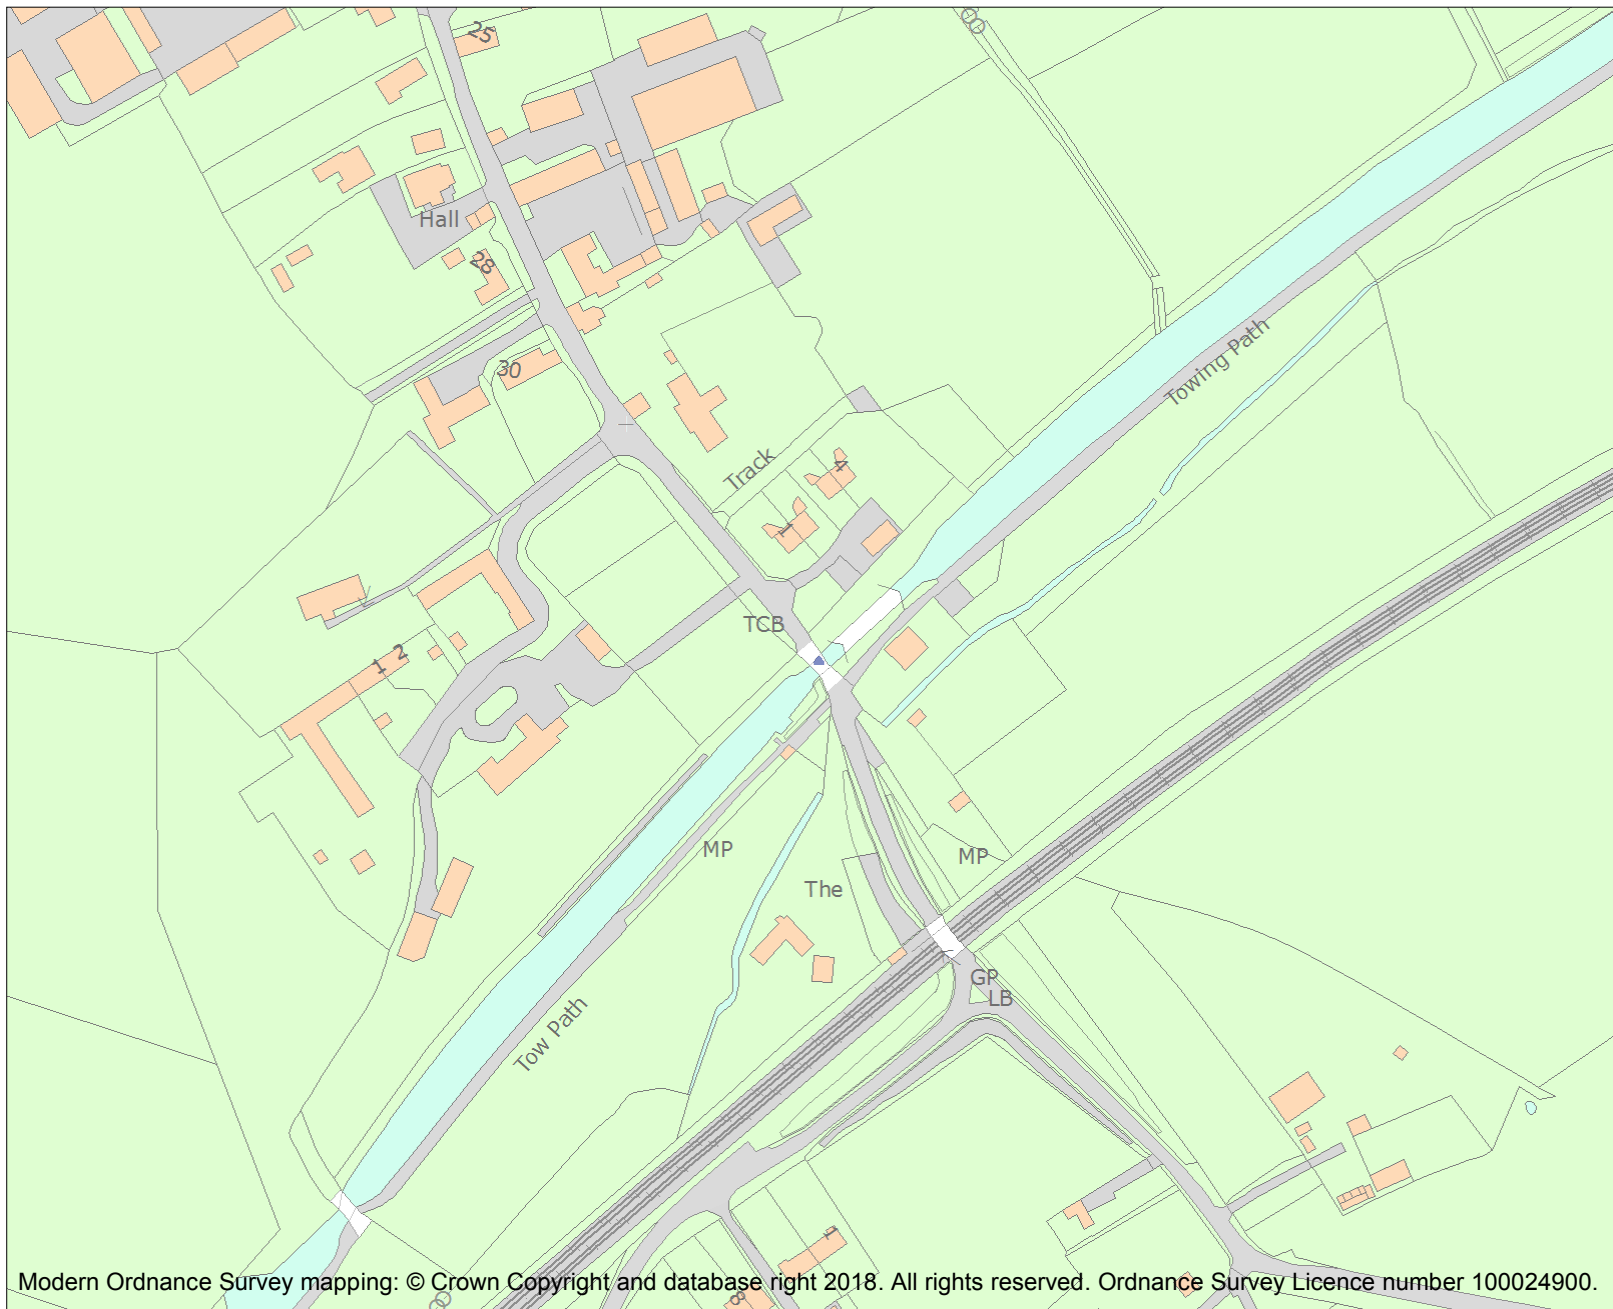 25
Hall
28
30
Towing Path
Track
4
1
TCB
1 2
MP
MP
The
GP
LB
Tow Path
1
8
Modern Ordnance Survey mapping: © Crown Copyright and database right 2018. All rights reserved. Ordnance Survey Licence number 100024900.